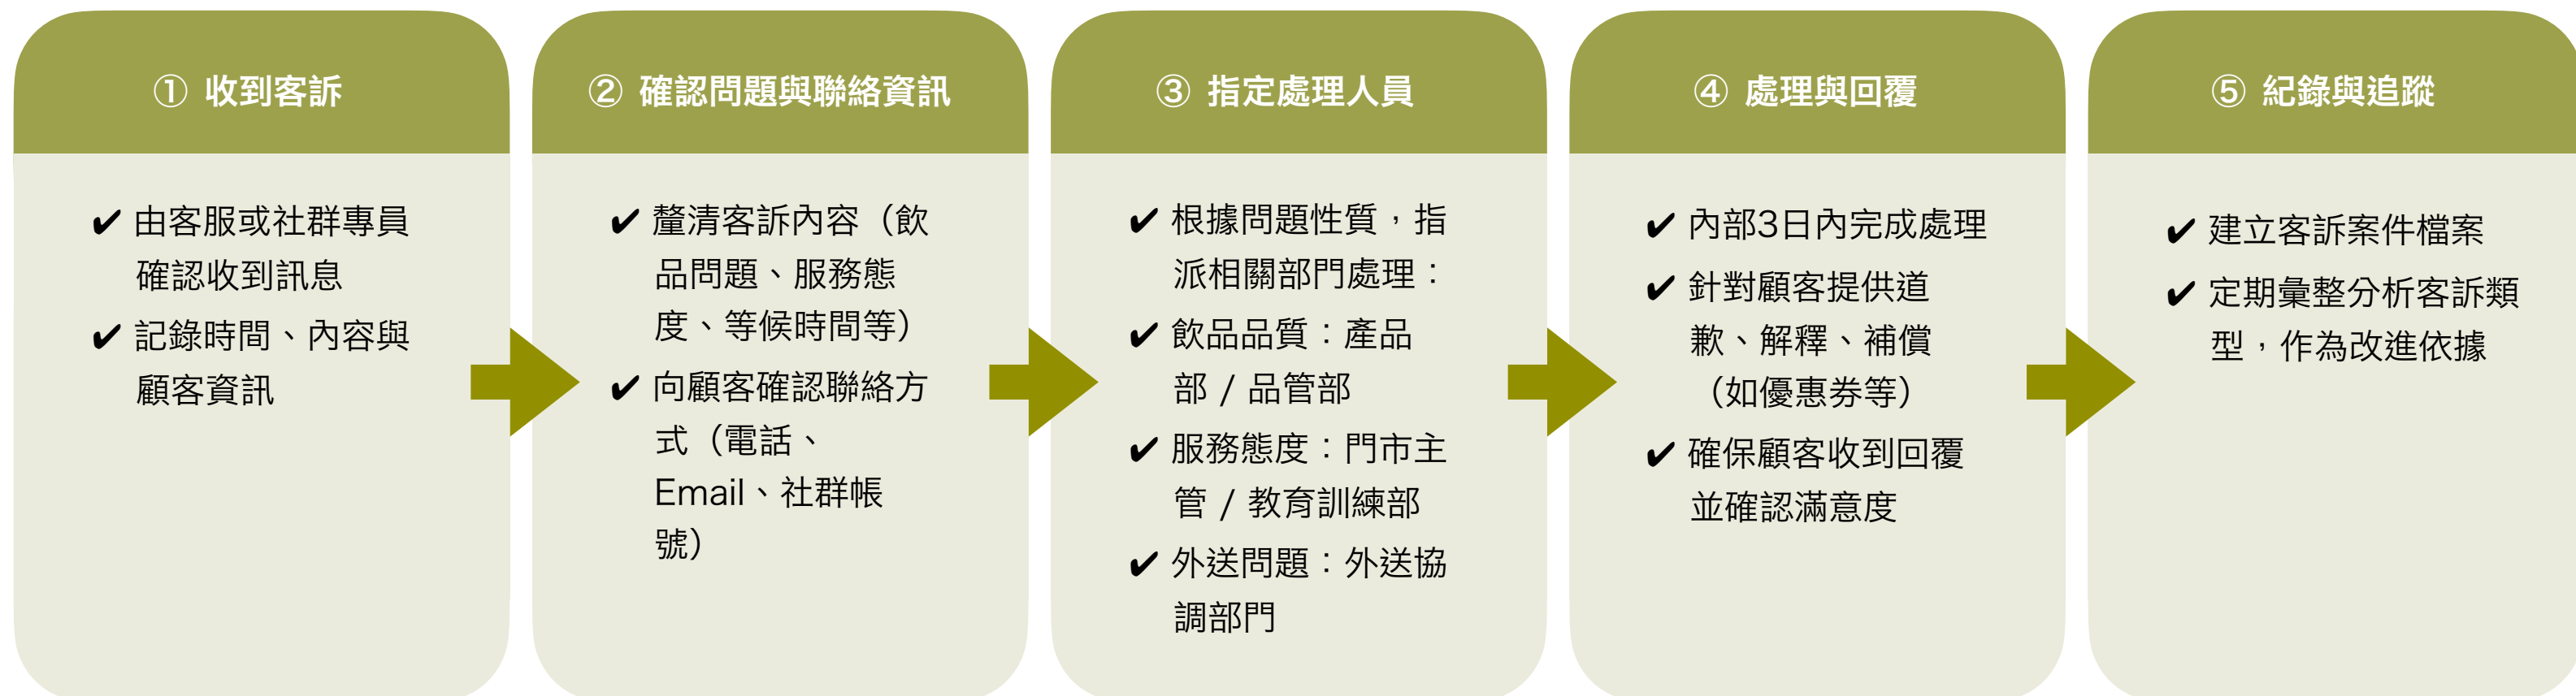 ① 收到客訴
✔ 由客服或社群專員
確認收到訊息
✔ 記錄時間、內容與
顧客資訊
② 確認問題與聯絡資訊
✔ 釐清客訴內容（飲
品問題、服務態
度、等候時間等）
✔ 向顧客確認聯絡方
式（電話、
Email、社群帳
號）
③ 指定處理人員
✔ 根據問題性質，指
派相關部門處理：
✔ 飲品品質：產品
部 / 品管部
✔ 服務態度：門市主
管 / 教育訓練部
✔ 外送問題：外送協
調部門
④ 處理與回覆
✔ 內部3日內完成處理
✔ 針對顧客提供道
歉、解釋、補償
（如優惠券等）
✔ 確保顧客收到回覆
並確認滿意度
⑤ 紀錄與追蹤
✔ 建立客訴案件檔案
✔ 定期彙整分析客訴類
型，作為改進依據